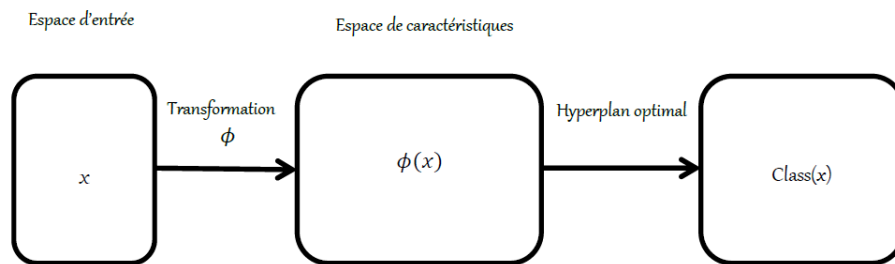 Espace d'entrée
Espace de caractéristiques
Transformation
ϕ
Hyperplan optimal
x
ϕ(x)
Class(x)